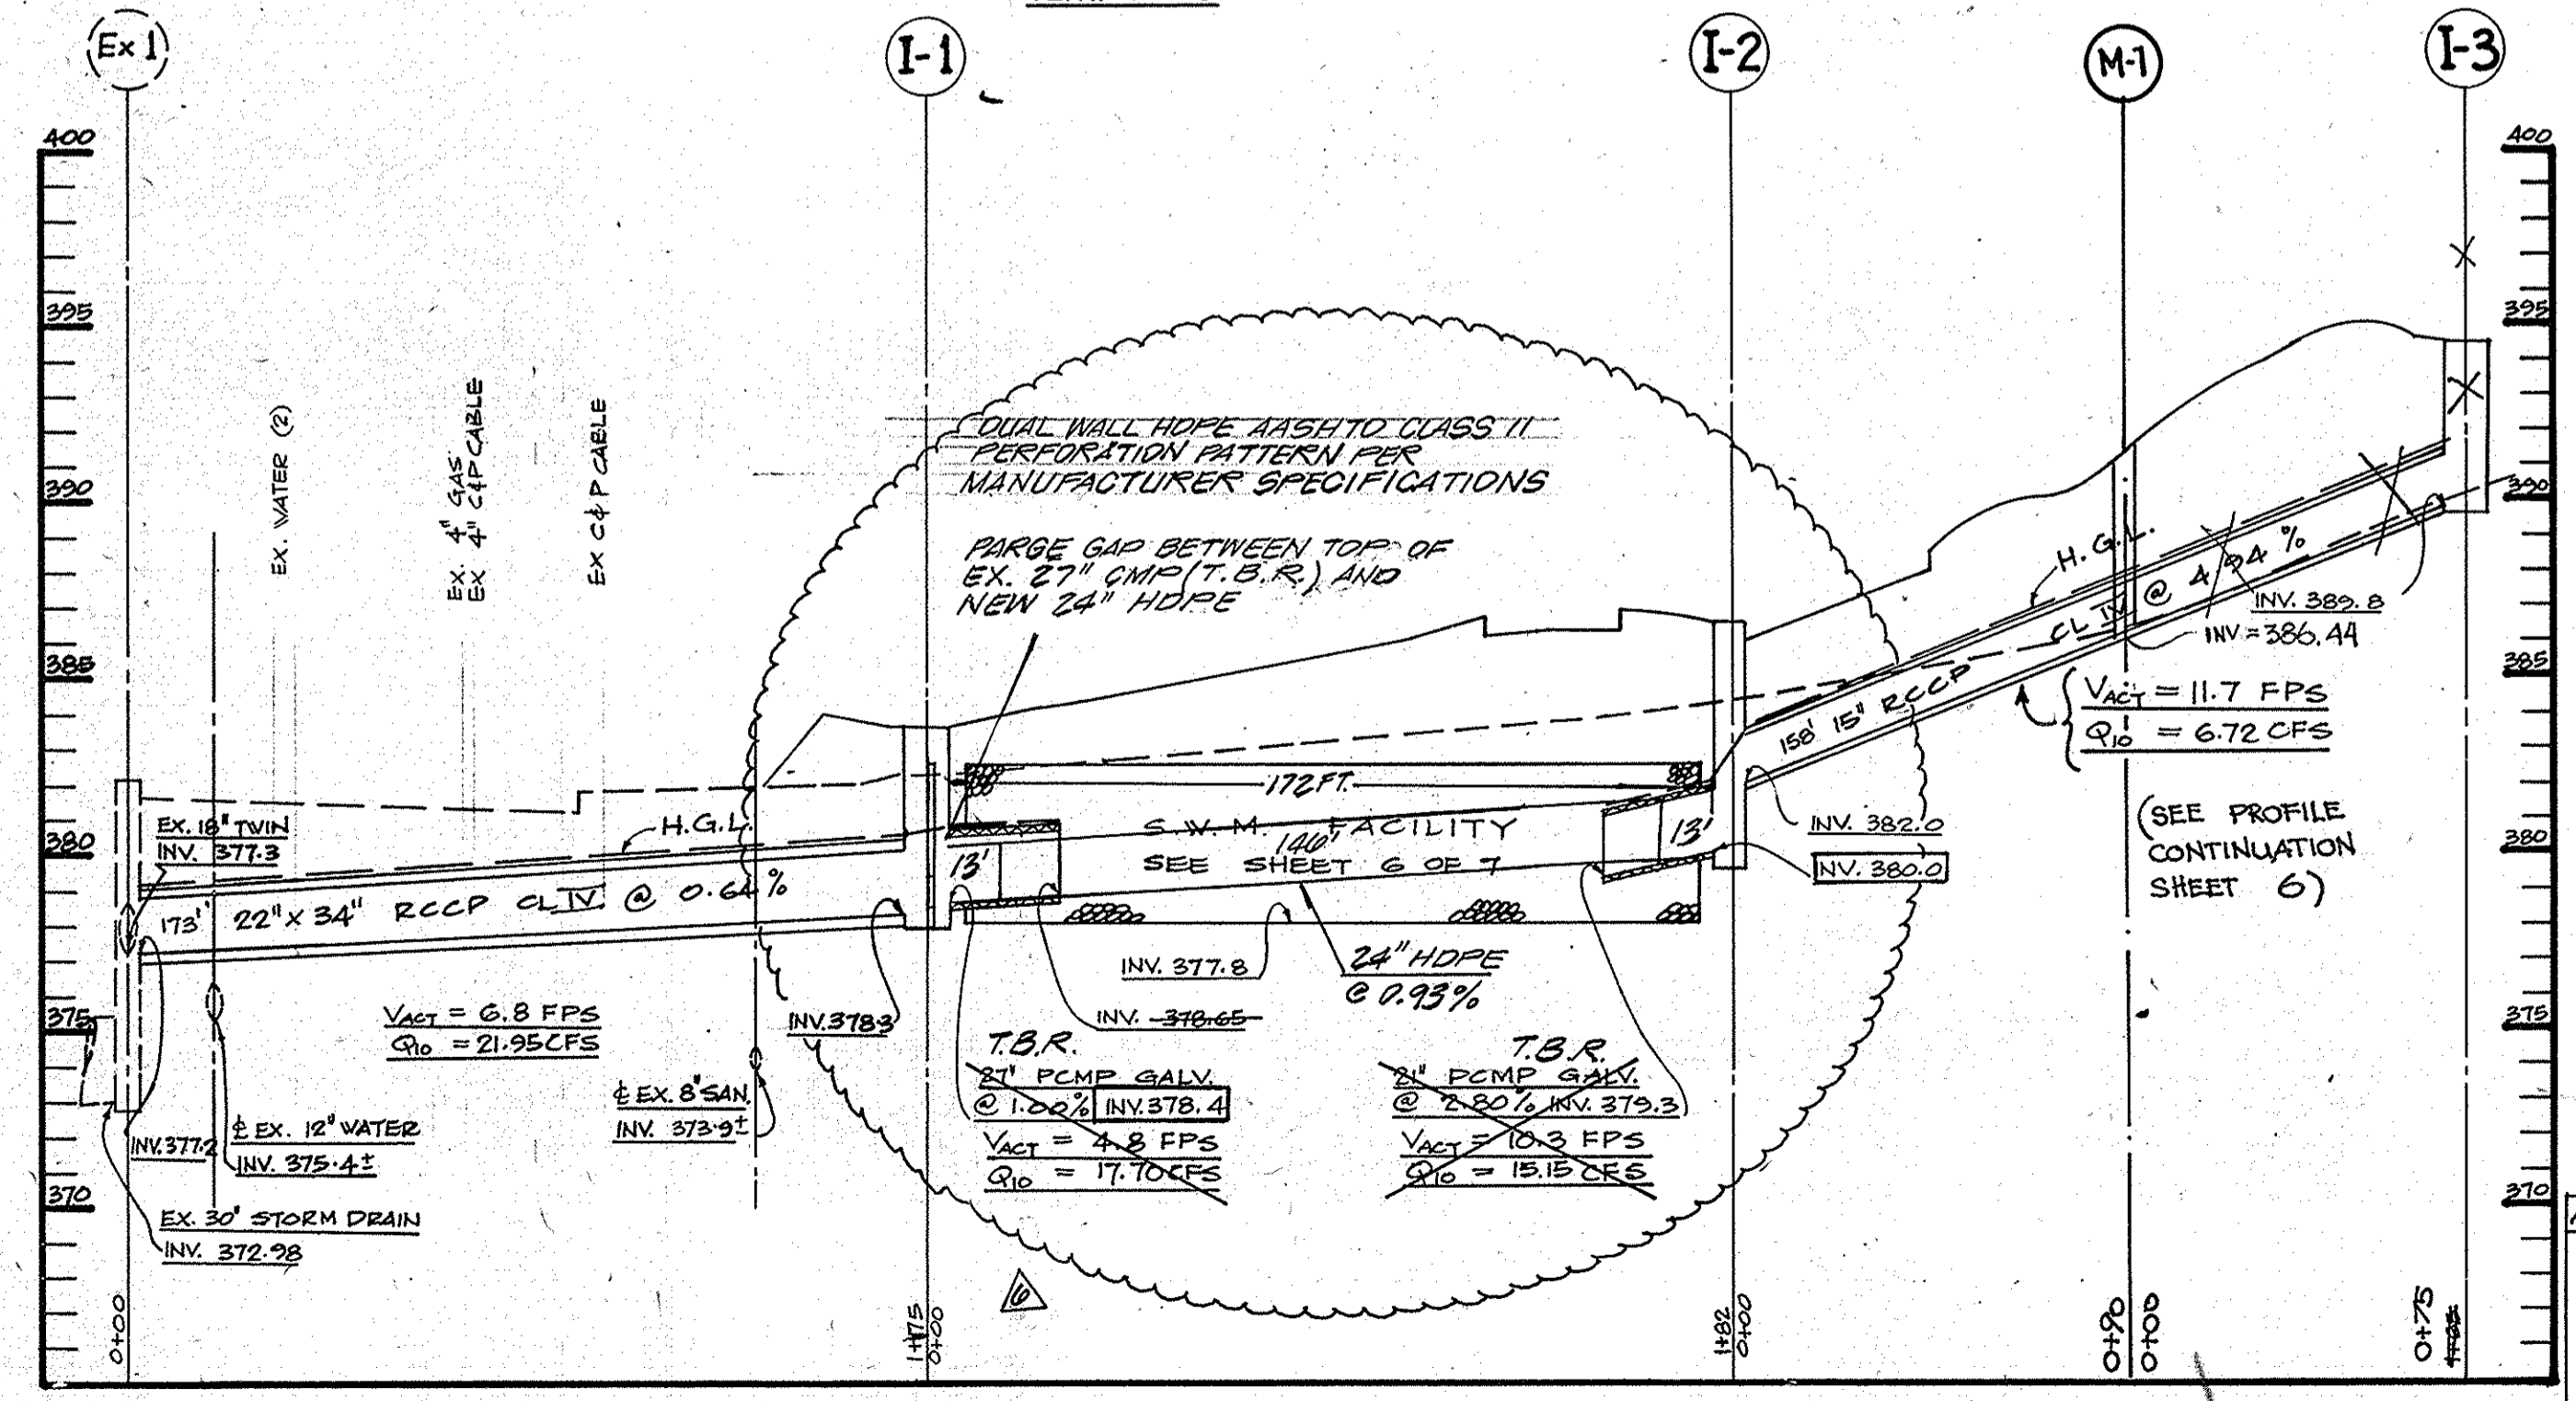 Ex 1
I-1
I-2
M-1
I-3
400
395
390
385
380
375
370
400
395
390
385
380
375
370
EX. WATER (2)
EX. 4" GAS
EX 4" C&P CABLE
EX C&P CABLE
DUAL WALL HDPE AASHTO CLASS II
PERFORATION PATTERN PER
MANUFACTURER SPECIFICATIONS
PARGE GAP BETWEEN TOP OF
EX. 27" CMP (T.B.R.) AND
NEW 24" HDPE
H.G.L.
CL IV @ 4.94 %
158' 15" RCCP
INV. 389.8
INV = 386.44
VACT = 11.7 FPS
Q10 = 6.72 CFS
(SEE PROFILE
CONTINUATION
SHEET 6)
EX. 18" TWIN
INV. 377.3
H.G.L.
173' 22" X 34" RCCP CL IV. @ 0.64 %
172 FT.
S.W.M. FACILITY
146'
SEE SHEET 6 OF 7
13'
13'
INV. 382.0
INV. 380.0
INV. 377.8
24" HDPE
@ 0.93%
INV. 378.65
INV. 378.3
VACT = 6.8 FPS
Q10 = 21.95 CFS
T.B.R.
27" PCMP GALV.
@ 1.00% INV. 378.4
VACT = 4.8 FPS
Q10 = 17.70 CFS
T.B.R.
21" PCMP GALV.
@ 2.80% INV. 379.3
VACT = 10.3 FPS
Q10 = 15.15 CFS
℄ EX. 8" SAN.
INV. 373.9±
INV. 377.2
℄ EX. 12" WATER
INV. 375.4±
EX. 30" STORM DRAIN
INV. 372.98
6
0+00
1+75
0+00
1+82
0+00
0+90
0+00
0+75